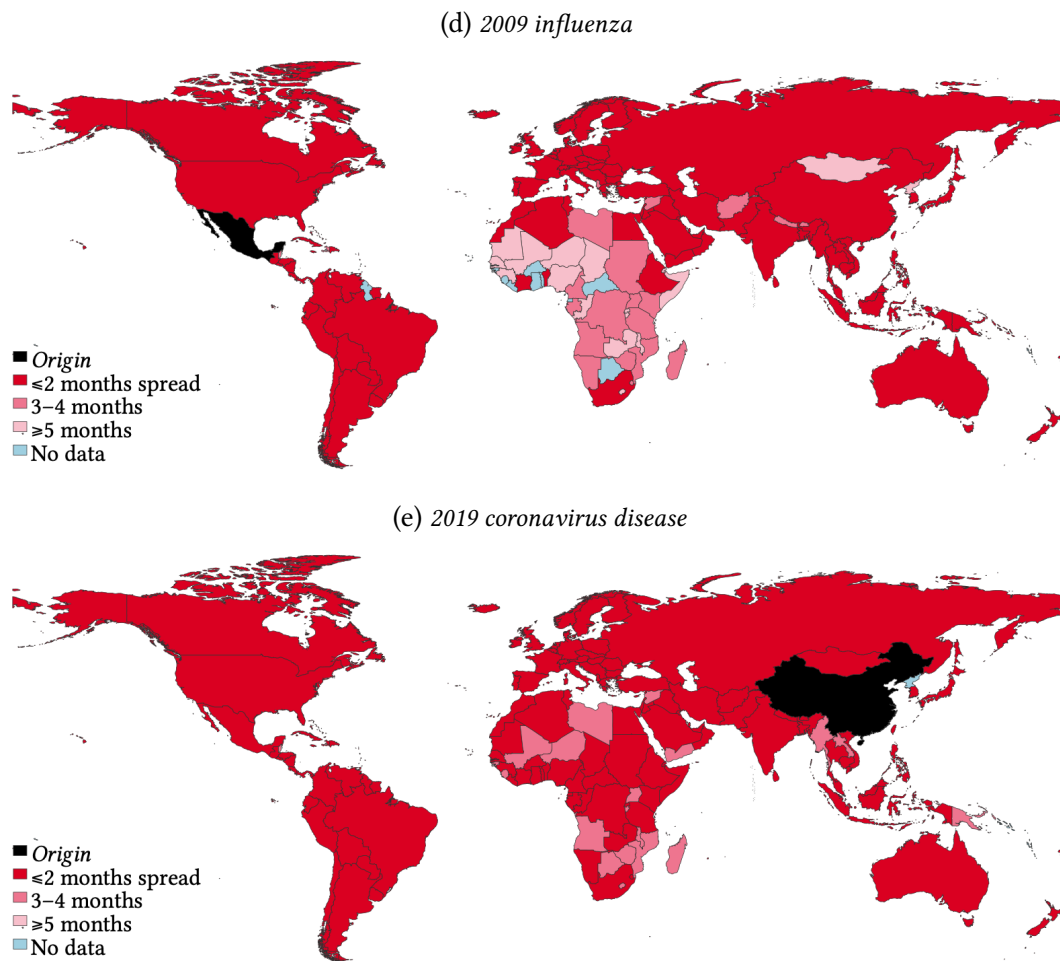 (d) 2009 influenza
Origin
≤2 months spread
3–4 months
≥5 months
No data
(e) 2019 coronavirus disease
Origin
≤2 months spread
3–4 months
≥5 months
No data